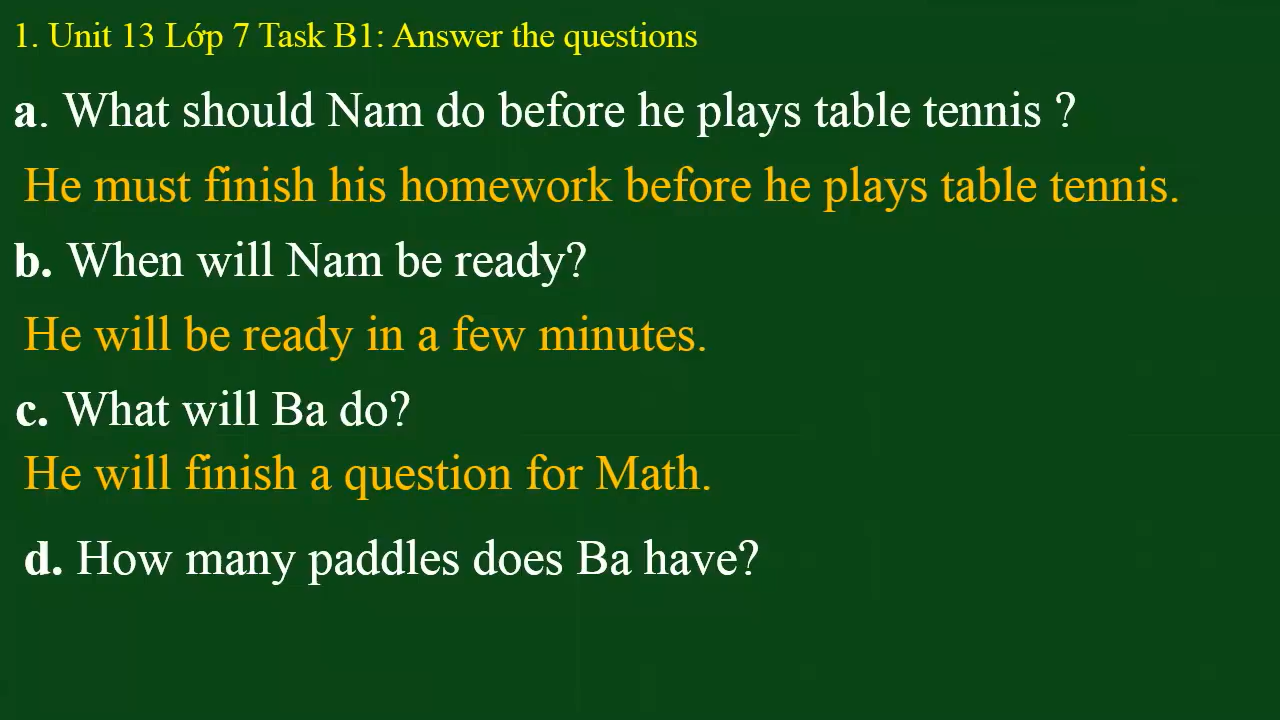 1. Unit 13 Lớp 7 Task B1: Answer the questions
a. What should Nam do before he plays table tennis ?
He must finish his homework before he plays table tennis.
b. When will Nam be ready?
He will be ready in a few minutes.
c. What will Ba do?
He will finish a question for Math.
d. How many paddles does Ba have?